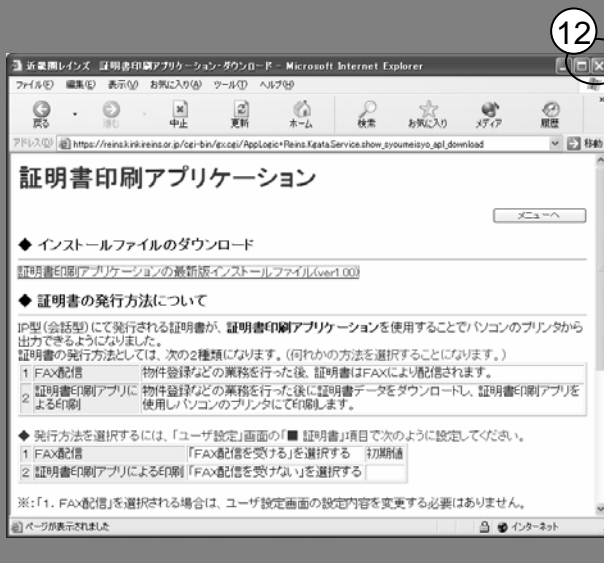 12
近畿圏レインズ 証明書印刷アプリケーション・ダウンロード - Microsoft Internet Explorer
ファイル(F) 編集(E) 表示(V) お気に入り(A) ツール(T) ヘルプ(H)
戻る 進む 中止 更新 ホーム 検索 お気に入り メディア 履歴
アドレス(D) https://reins.kinkireins.or.jp/cgi-bin/gx.cgi/AppLogic+Reins.Kgata.Service.show_syoumeisyo_apl_download 移動
証明書印刷アプリケーション
メニューへ
◆ インストールファイルのダウンロード
証明書印刷アプリケーションの最新版インストールファイル(ver1.00)
◆ 証明書の発行方法について
IP型(会話型)にて発行される証明書が、証明書印刷アプリケーションを使用することでパソコンのプリンタから
出力できるようになりました。
証明書の発行方法としては、次の2種類になります。(何れかの方法を選択することになります。)
1 FAX配信 物件登録などの業務を行った後、証明書はFAXにより配信されます。
2 証明書印刷アプリに 物件登録などの業務を行った後に証明書データをダウンロードし、証明書印刷アプリを
よる印刷 使用しパソコンのプリンタにて印刷します。
◆ 発行方法を選択するには、「ユーザ設定」画面の「■ 証明書」項目で次のように設定してください。
1 FAX配信 「FAX配信を受ける」を選択する 初期値
2 証明書印刷アプリによる印刷 「FAX配信を受けない」を選択する
※:「1. FAX配信」を選択される場合は、ユーザ設定画面の設定内容を変更する必要はありません。
ページが表示されました インターネット